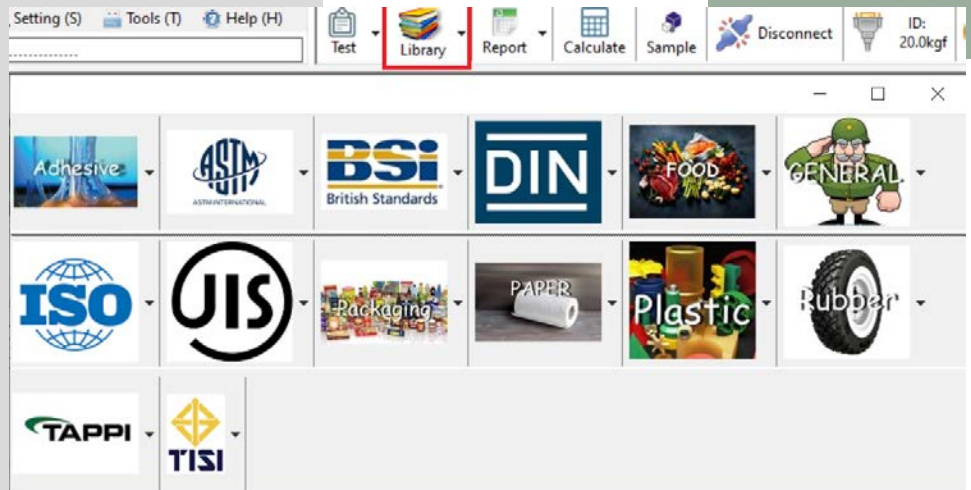 Setting (S) Tools (T) Help (H)
Test Library Report Calculate Sample Disconnect ID:
20.0kgf
Adhesive ASTM BSi DIN FOOD GENERAL
ASTM INTERNATIONAL British Standards
ISO JIS Packaging PAPER Plastic Rubber
TAPPI TISI